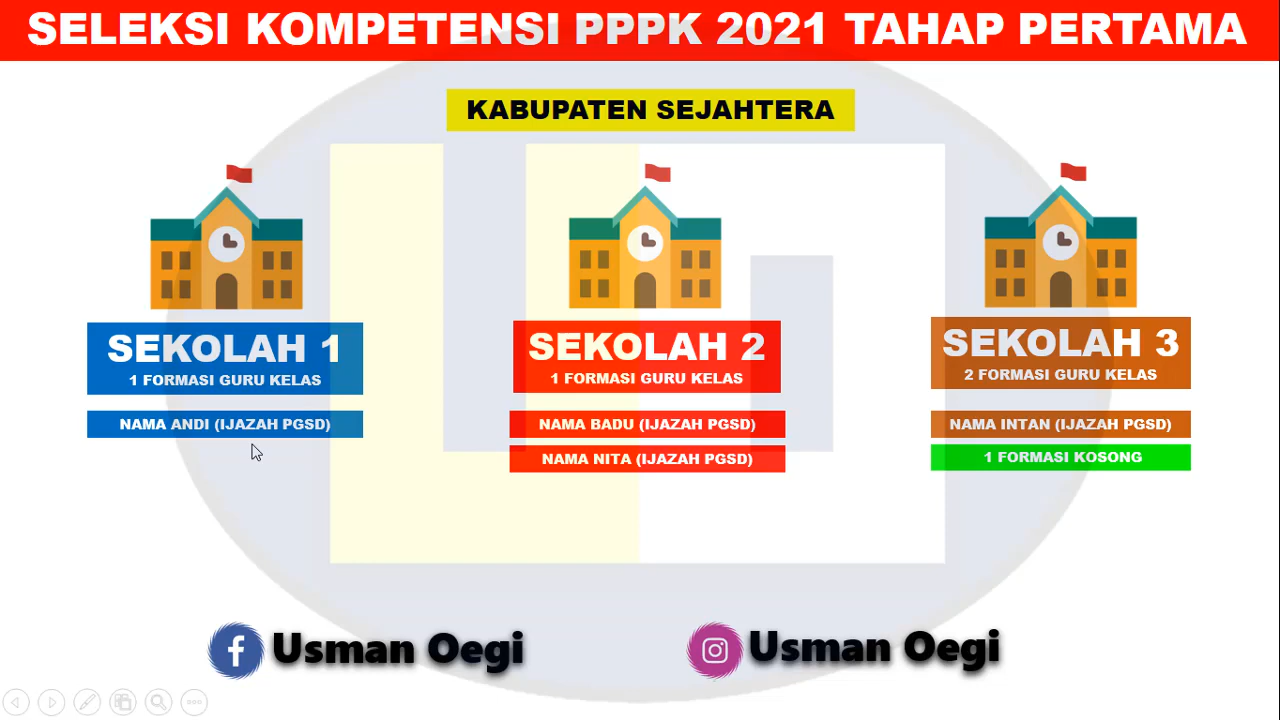 SELEKSI KOMPETENSI PPPK 2021 TAHAP PERTAMA
KABUPATEN SEJAHTERA
SEKOLAH 1
1 FORMASI GURU KELAS
NAMA ANDI (IJAZAH PGSD)
SEKOLAH 2
1 FORMASI GURU KELAS
NAMA BADU (IJAZAH PGSD)
NAMA NITA (IJAZAH PGSD)
SEKOLAH 3
2 FORMASI GURU KELAS
NAMA INTAN (IJAZAH PGSD)
1 FORMASI KOSONG
Usman Oegi
Usman Oegi